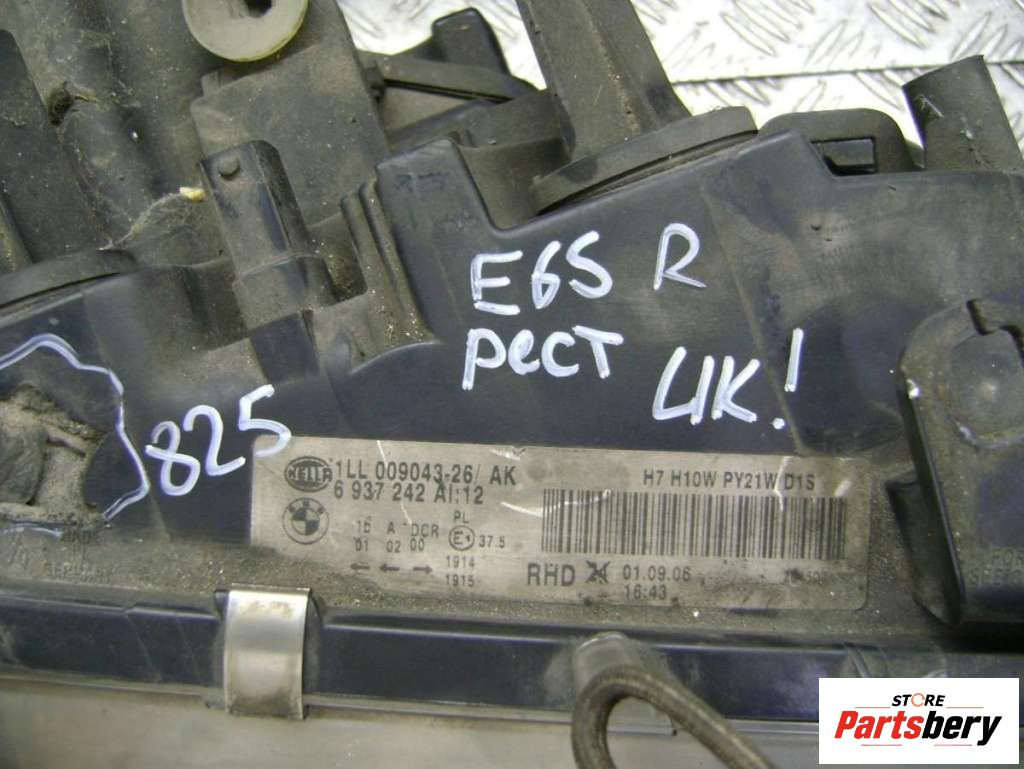 E65 R
рест
UK!
825
HELLA 1LL 009043-26/ AK
6 937 242 AI:12
H7 H10W PY21W D1S
16 A DCR PL
01 02 00 E1 37.5
1914
1915
RHD 01.09.06
16:43
STORE
Partsbery